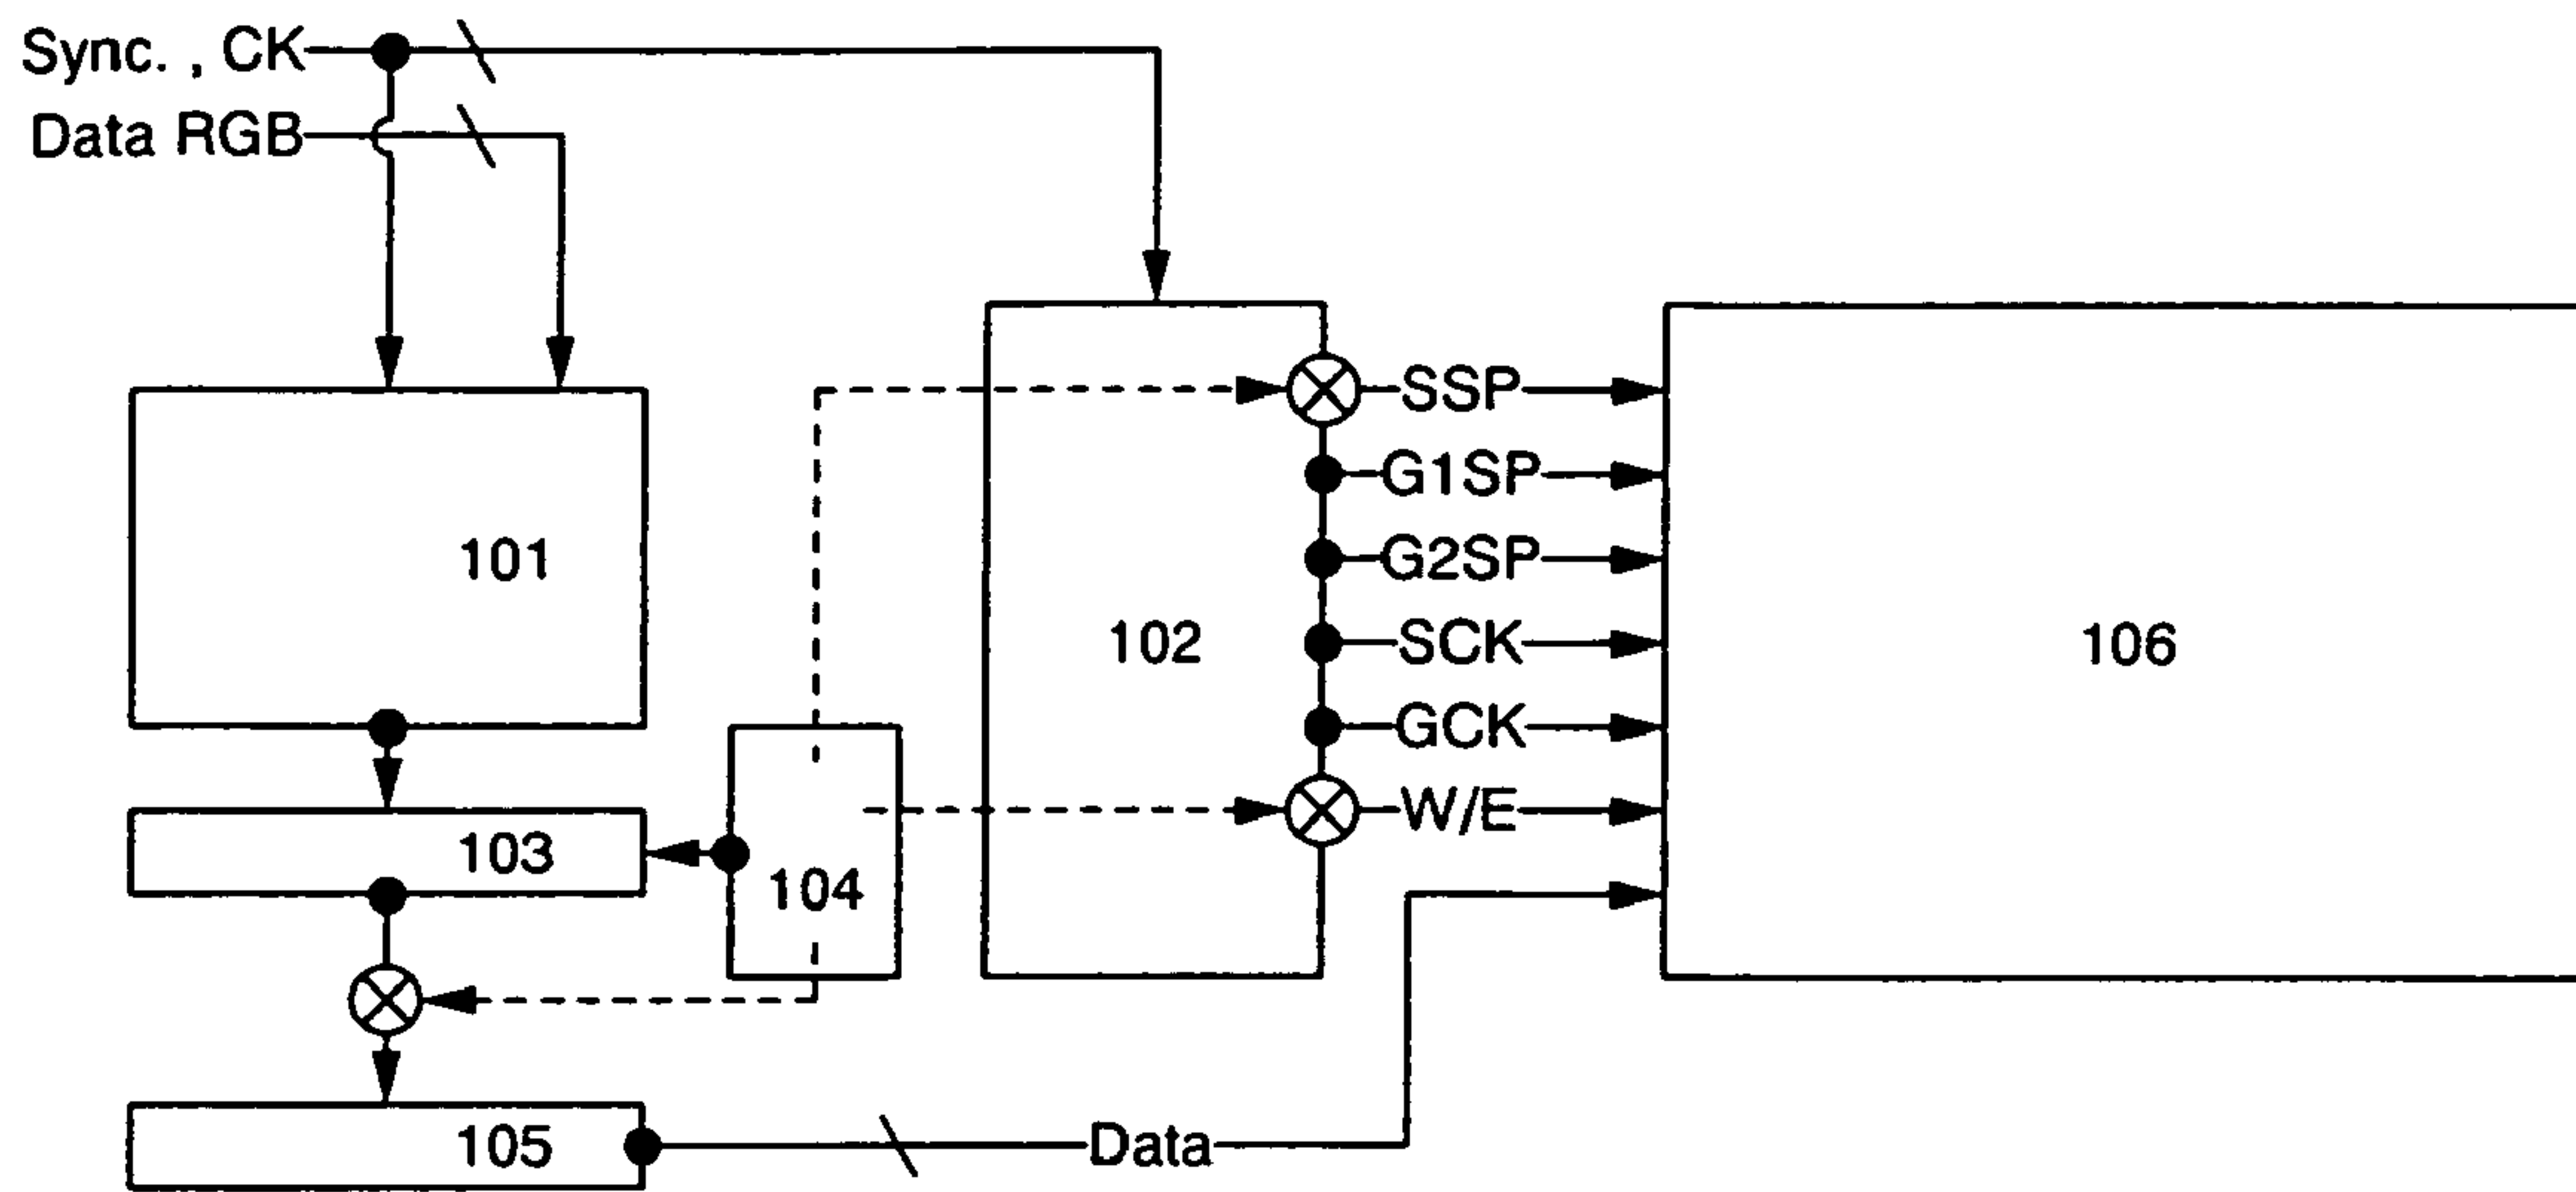 Sync. , CK
Data RGB
SSP
G1SP
101
G2SP
102
SCK
106
GCK
W/E
103
104
105
Data